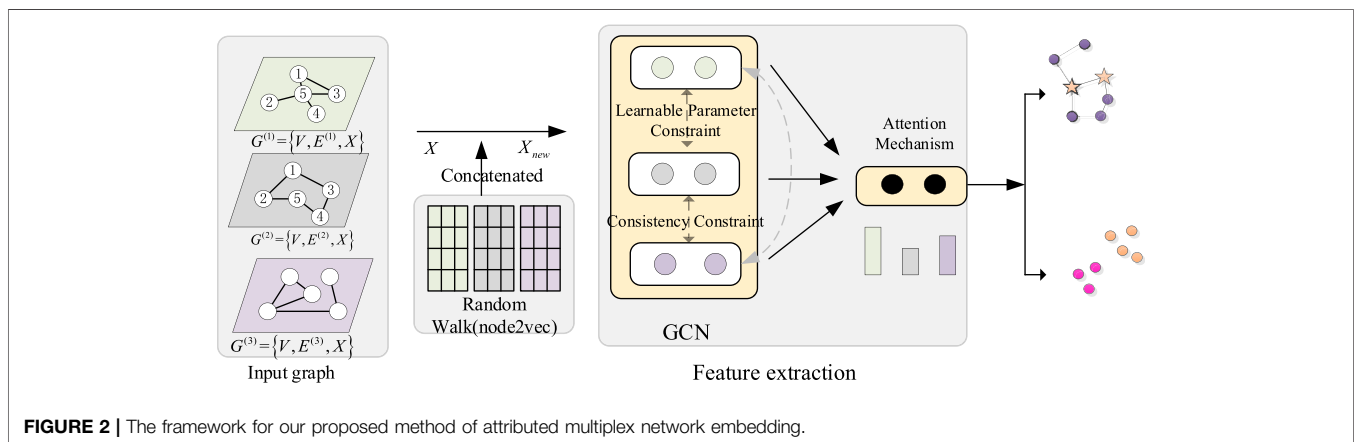 1
5
3
2
4
G(1)={V, E(1), X}
1
3
2
5
4
G(2)={V, E(2), X}
G(3)={V, E(3), X}
Input graph
X
Xnew
Concatenated
Random
Walk(node2vec)
Learnable Parameter
Constraint
Consistency Constraint
GCN
Attention
Mechanism
Feature extraction
FIGURE 2 | The framework for our proposed method of attributed multiplex network embedding.